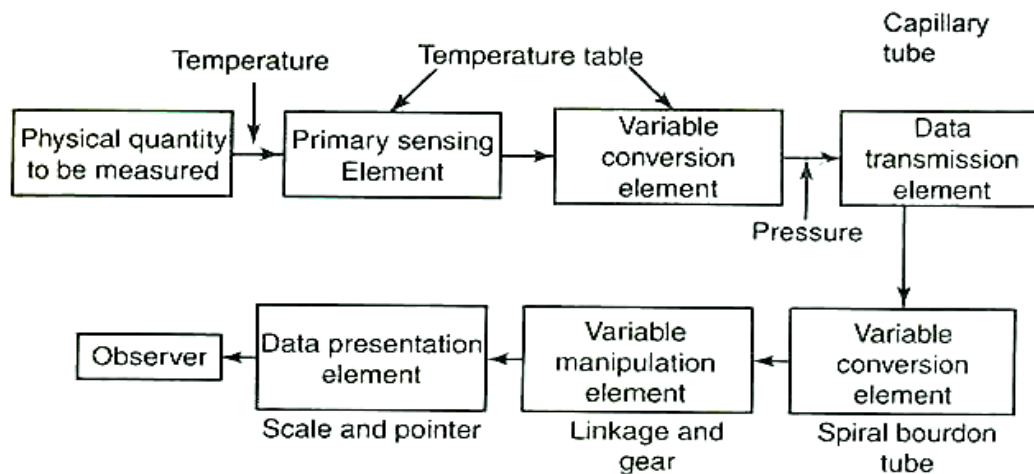 Capillary
tube
Temperature
Temperature table
Physical quantity
to be measured
Primary sensing
Element
Variable
conversion
element
Data
transmission
element
Pressure
Observer
Data presentation
element
Variable
manipulation
element
Variable
conversion
element
Scale and pointer
Linkage and
gear
Spiral bourdon
tube